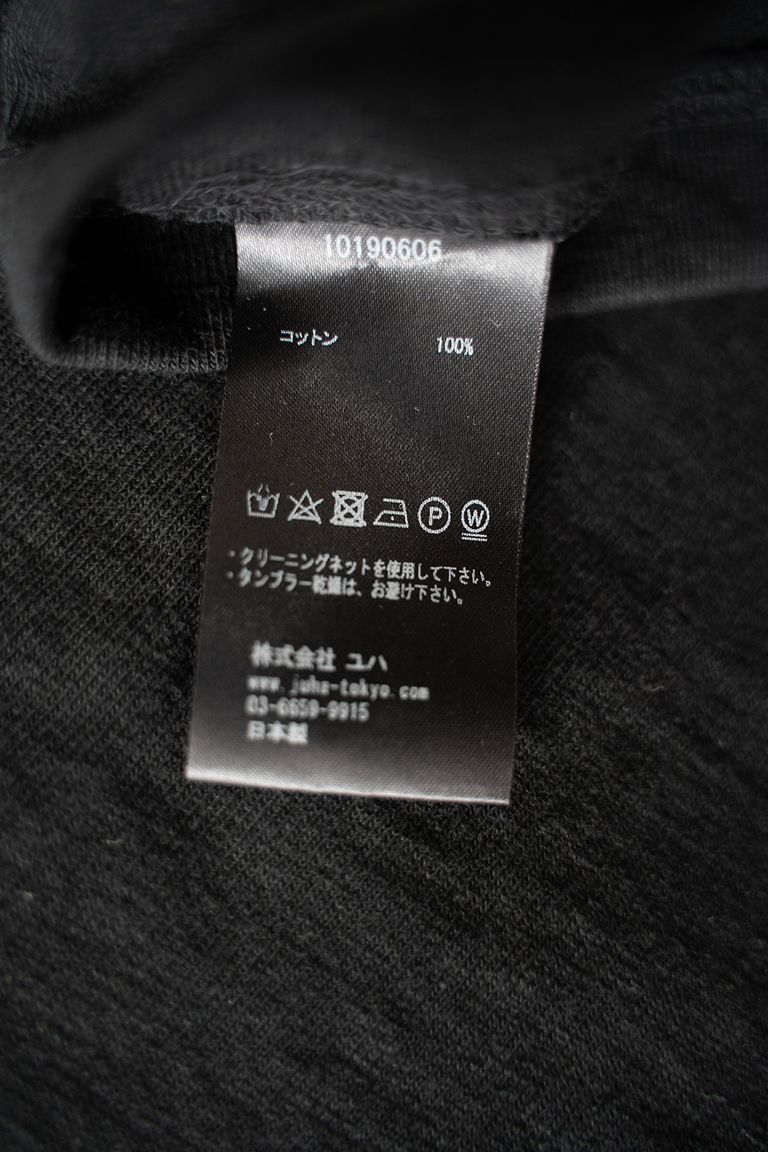 10190606
コットン 100%
P W
・クリーニングネットを使用して下さい。
・タンブラー乾燥は、お避け下さい。
株式会社 ユハ
www.juha-tokyo.com
03-6659-9915
日本製